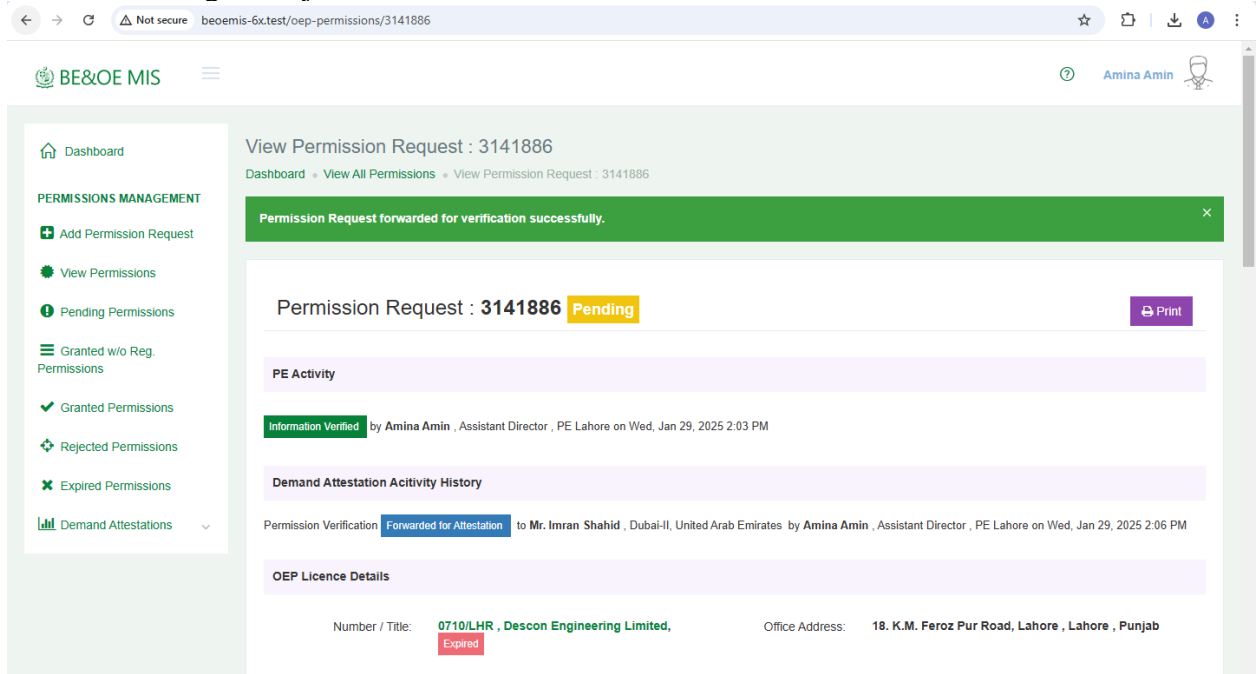 Not secure beoemis-6x.test/oep-permissions/3141886
A
BE&OE MIS
Amina Amin
Dashboard
PERMISSIONS MANAGEMENT
Add Permission Request
View Permissions
Pending Permissions
Granted w/o Reg.
Permissions
Granted Permissions
Rejected Permissions
Expired Permissions
Demand Attestations
View Permission Request : 3141886
Dashboard • View All Permissions • View Permission Request : 3141886
Permission Request forwarded for verification successfully. ×
Permission Request : 3141886 Pending
Print
PE Activity
Information Verified by Amina Amin , Assistant Director , PE Lahore on Wed, Jan 29, 2025 2:03 PM
Demand Attestation Acitivity History
Permission Verification Forwarded for Attestation to Mr. Imran Shahid , Dubai-II, United Arab Emirates by Amina Amin , Assistant Director , PE Lahore on Wed, Jan 29, 2025 2:06 PM
OEP Licence Details
Number / Title: 0710/LHR , Descon Engineering Limited, Office Address: 18. K.M. Feroz Pur Road, Lahore , Lahore , Punjab
Expired